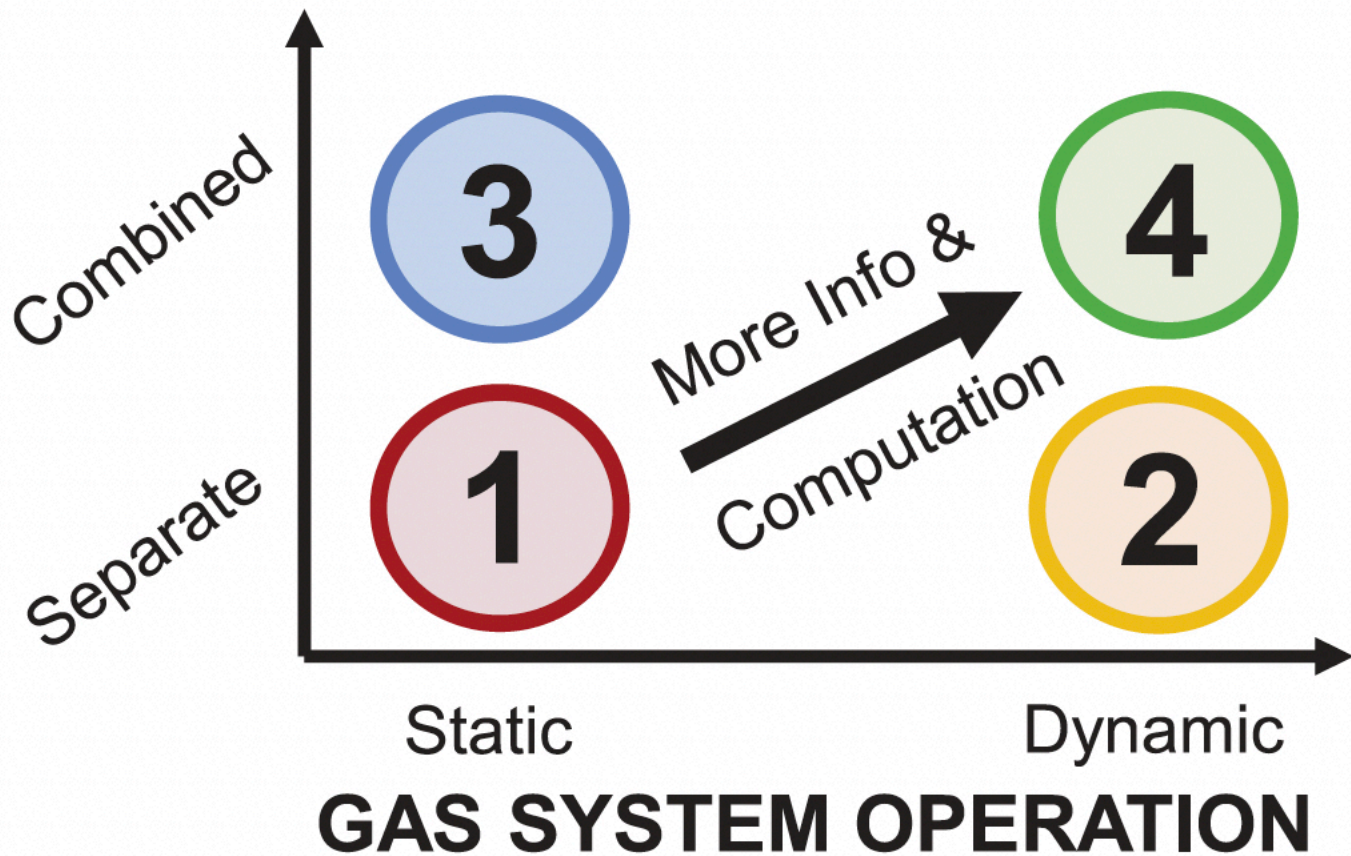 Combined
3
4
More Info &
Computation
Separate
1
2
Static
Dynamic
GAS SYSTEM OPERATION